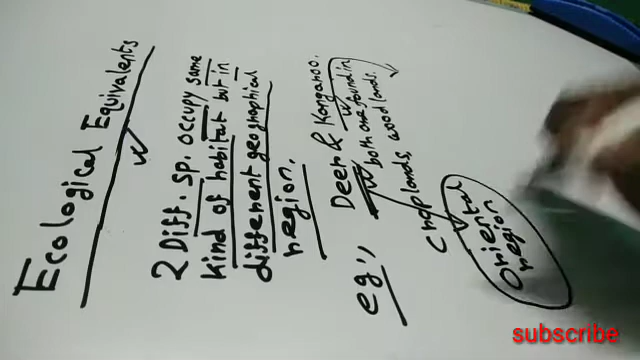 Ecological Equivalents
2 Diff. sp. occupy same
kind of habitat but in
different geographical
region.
eg:, Deer & Kangaroo.
both are found in
croplands, woodlands.
Oriental
region
subscribe